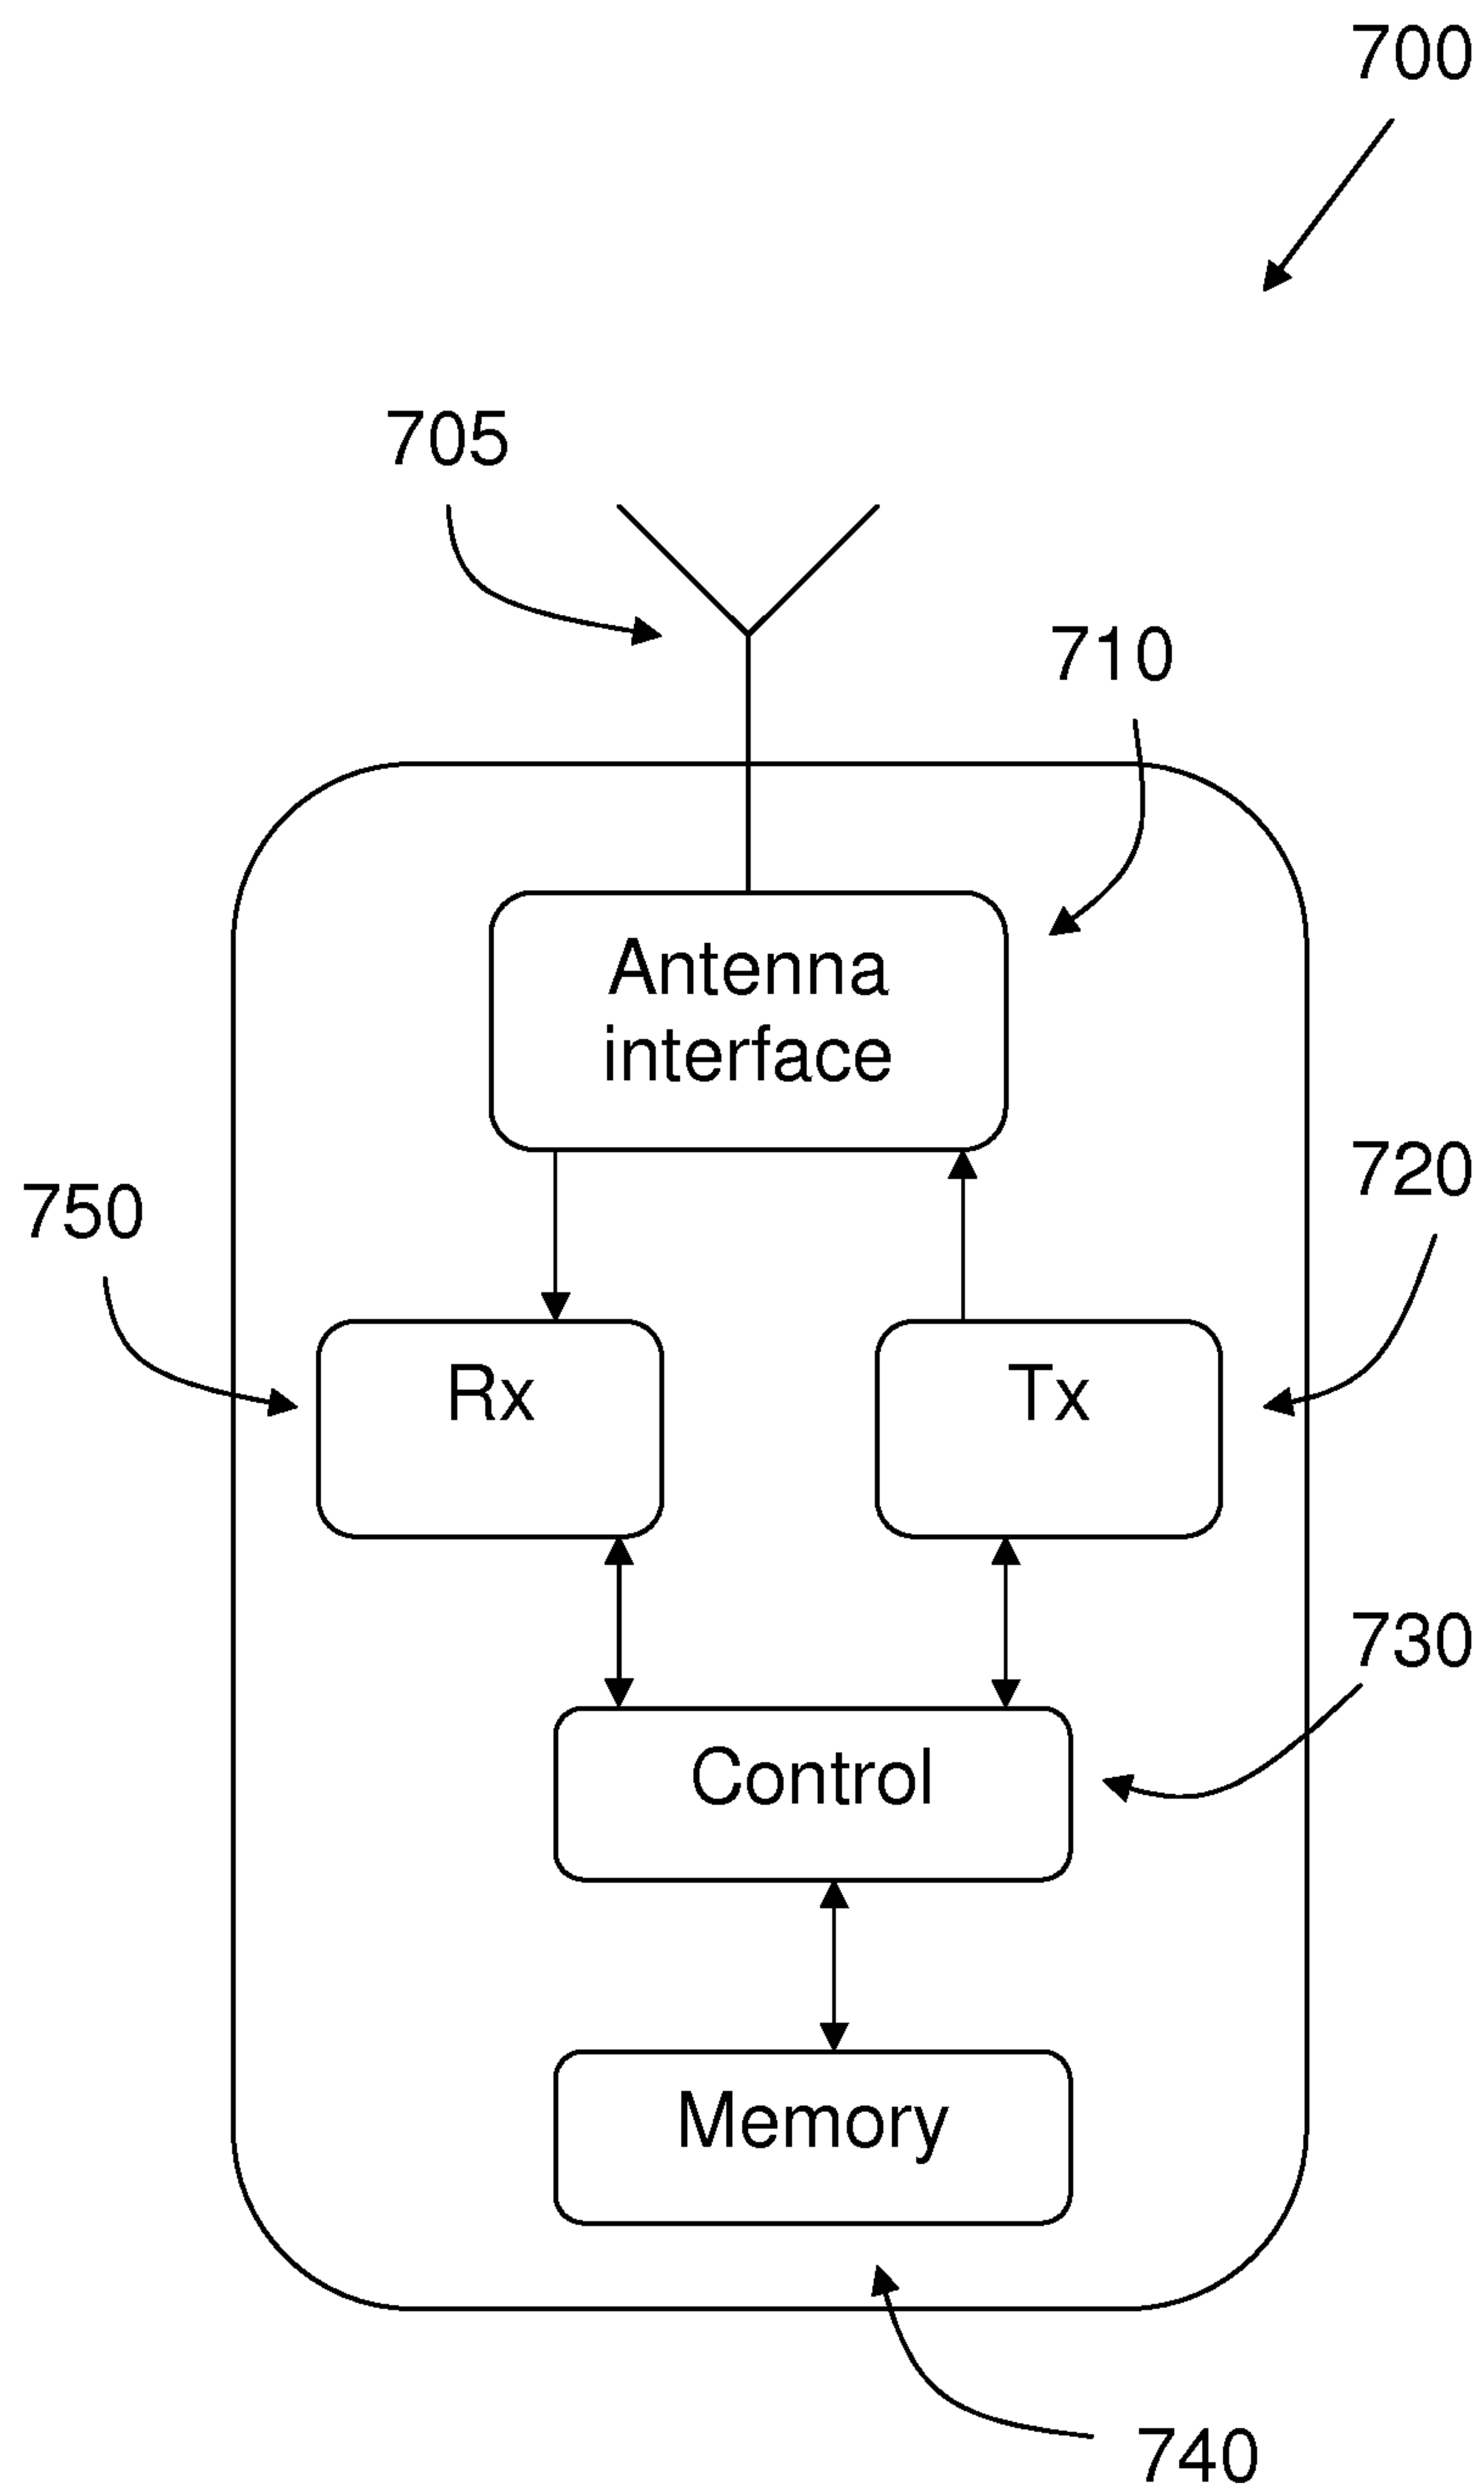 700
705
710
Antenna
interface
720
750
Rx
Tx
730
Control
Memory
740